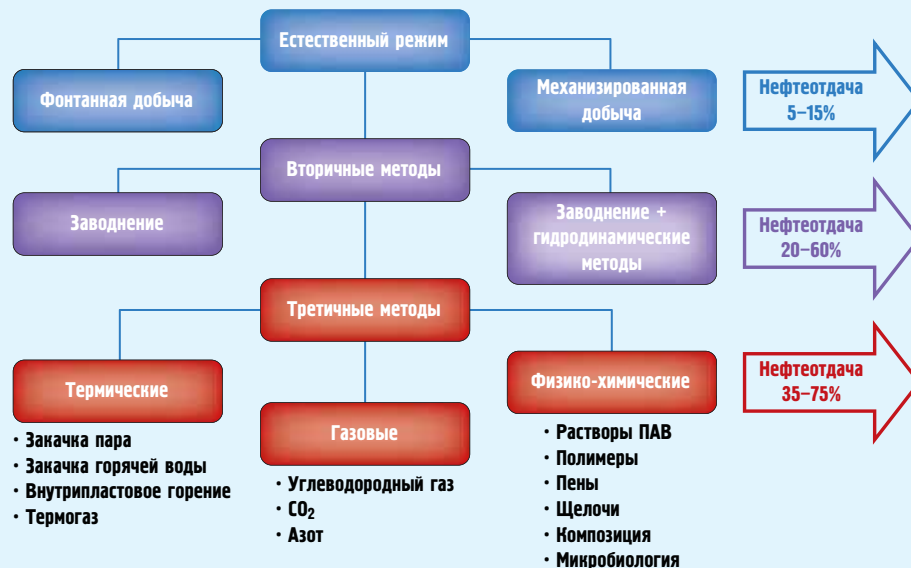 Естественный режим
Фонтанная добыча
Механизированная
добыча
Нефтеотдача
5–15%
Вторичные методы
Заводнение
Заводнение +
гидродинамические
методы
Нефтеотдача
20–60%
Третичные методы
Термические
Газовые
Физико-химические
Нефтеотдача
35–75%
· Закачка пара
· Закачка горячей воды
· Внутрипластовое горение
· Термогаз
· Углеводородный газ
· CO₂
· Азот
· Растворы ПАВ
· Полимеры
· Пены
· Щелочи
· Композиция
· Микробиология